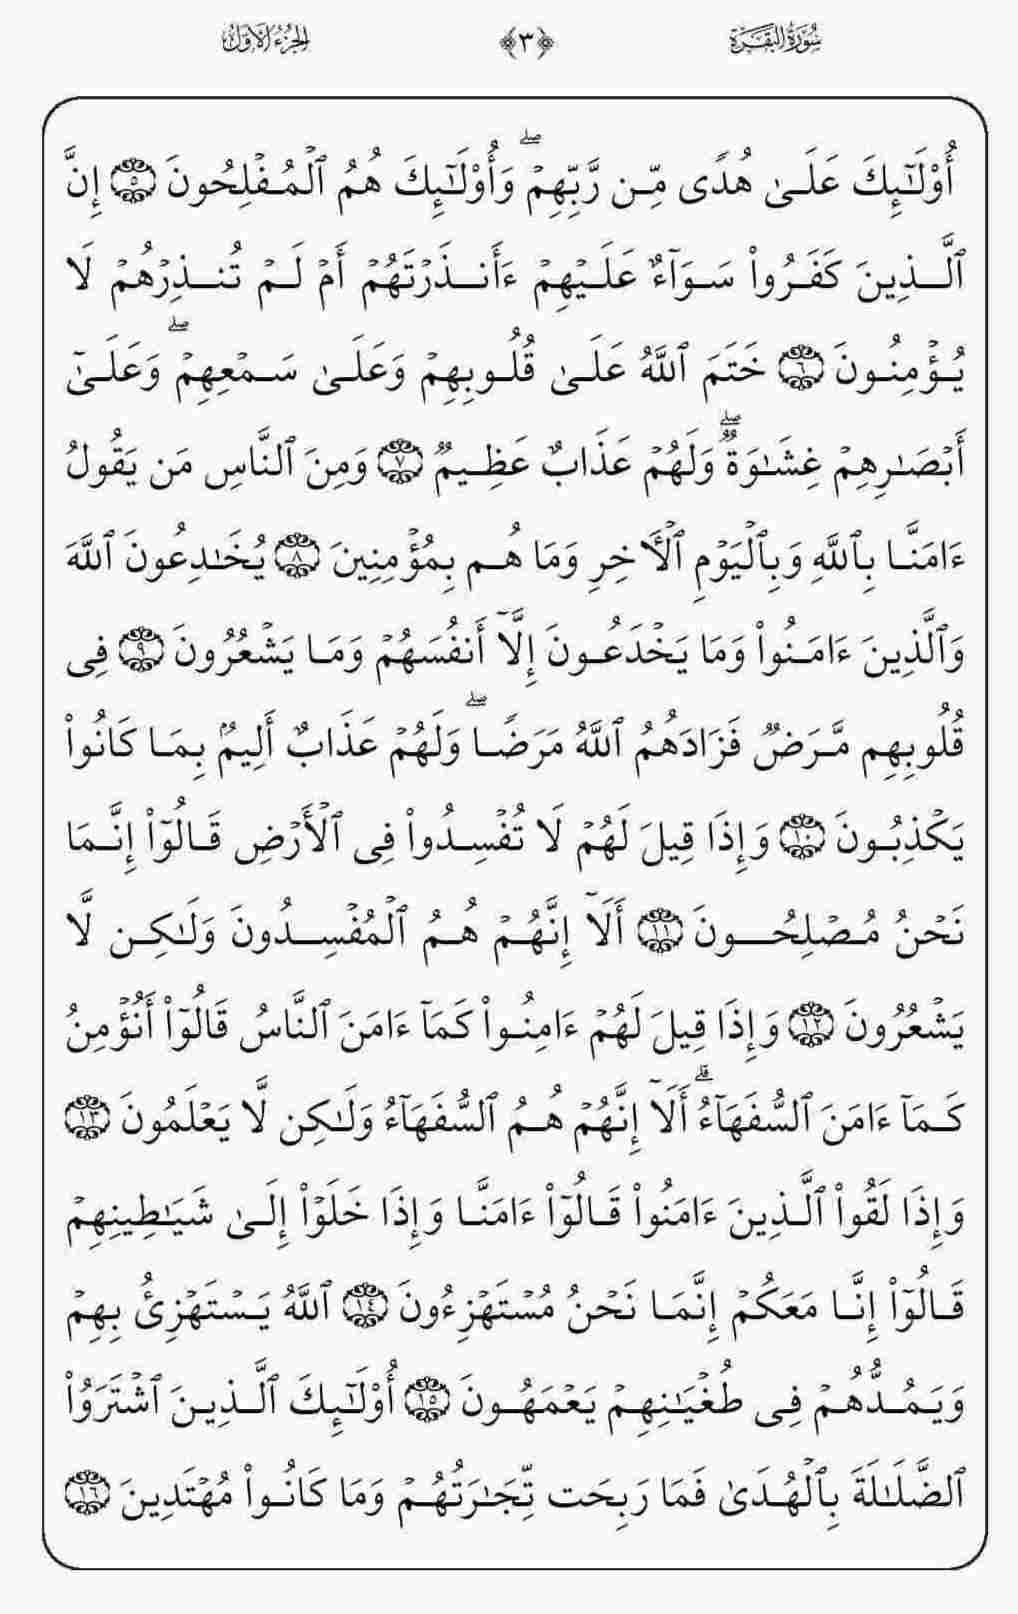 سُورَةُ البَقَرَةِ ﴿٣﴾ الجُزْءُ الأَوَّلُ
أُوْلَٰٓئِكَ عَلَىٰ هُدٗى مِّن رَّبِّهِمۡۖ وَأُوْلَٰٓئِكَ هُمُ ٱلۡمُفۡلِحُونَ ٥ إِنَّ
ٱلَّذِينَ كَفَرُواْ سَوَآءٌ عَلَيۡهِمۡ ءَأَنذَرۡتَهُمۡ أَمۡ لَمۡ تُنذِرۡهُمۡ لَا
يُؤۡمِنُونَ ٦ خَتَمَ ٱللَّهُ عَلَىٰ قُلُوبِهِمۡ وَعَلَىٰ سَمۡعِهِمۡۖ وَعَلَىٰٓ
أَبۡصَٰرِهِمۡ غِشَٰوَةٞۖ وَلَهُمۡ عَذَابٌ عَظِيمٞ ٧ وَمِنَ ٱلنَّاسِ مَن يَقُولُ
ءَامَنَّا بِٱللَّهِ وَبِٱلۡيَوۡمِ ٱلۡأٓخِرِ وَمَا هُم بِمُؤۡمِنِينَ ٨ يُخَٰدِعُونَ ٱللَّهَ
وَٱلَّذِينَ ءَامَنُواْ وَمَا يَخۡدَعُونَ إِلَّآ أَنفُسَهُمۡ وَمَا يَشۡعُرُونَ ٩ فِي
قُلُوبِهِم مَّرَضٞ فَزَادَهُمُ ٱللَّهُ مَرَضٗاۖ وَلَهُمۡ عَذَابٌ أَلِيمُۢ بِمَا كَانُواْ
يَكۡذِبُونَ ١٠ وَإِذَا قِيلَ لَهُمۡ لَا تُفۡسِدُواْ فِي ٱلۡأَرۡضِ قَالُوٓاْ إِنَّمَا
نَحۡنُ مُصۡلِحُونَ ١١ أَلَآ إِنَّهُمۡ هُمُ ٱلۡمُفۡسِدُونَ وَلَٰكِن لَّا
يَشۡعُرُونَ ١٢ وَإِذَا قِيلَ لَهُمۡ ءَامِنُواْ كَمَآ ءَامَنَ ٱلنَّاسُ قَالُوٓاْ أَنُؤۡمِنُ
كَمَآ ءَامَنَ ٱلسُّفَهَآءُۗ أَلَآ إِنَّهُمۡ هُمُ ٱلسُّفَهَآءُ وَلَٰكِن لَّا يَعۡلَمُونَ ١٣
وَإِذَا لَقُواْ ٱلَّذِينَ ءَامَنُواْ قَالُوٓاْ ءَامَنَّا وَإِذَا خَلَوۡاْ إِلَىٰ شَيَٰطِينِهِمۡ
قَالُوٓاْ إِنَّا مَعَكُمۡ إِنَّمَا نَحۡنُ مُسۡتَهۡزِءُونَ ١٤ ٱللَّهُ يَسۡتَهۡزِئُ بِهِمۡ
وَيَمُدُّهُمۡ فِي طُغۡيَٰنِهِمۡ يَعۡمَهُونَ ١٥ أُوْلَٰٓئِكَ ٱلَّذِينَ ٱشۡتَرَوُاْ
ٱلضَّلَٰلَةَ بِٱلۡهُدَىٰ فَمَا رَبِحَت تِّجَٰرَتُهُمۡ وَمَا كَانُواْ مُهۡتَدِينَ ١٦